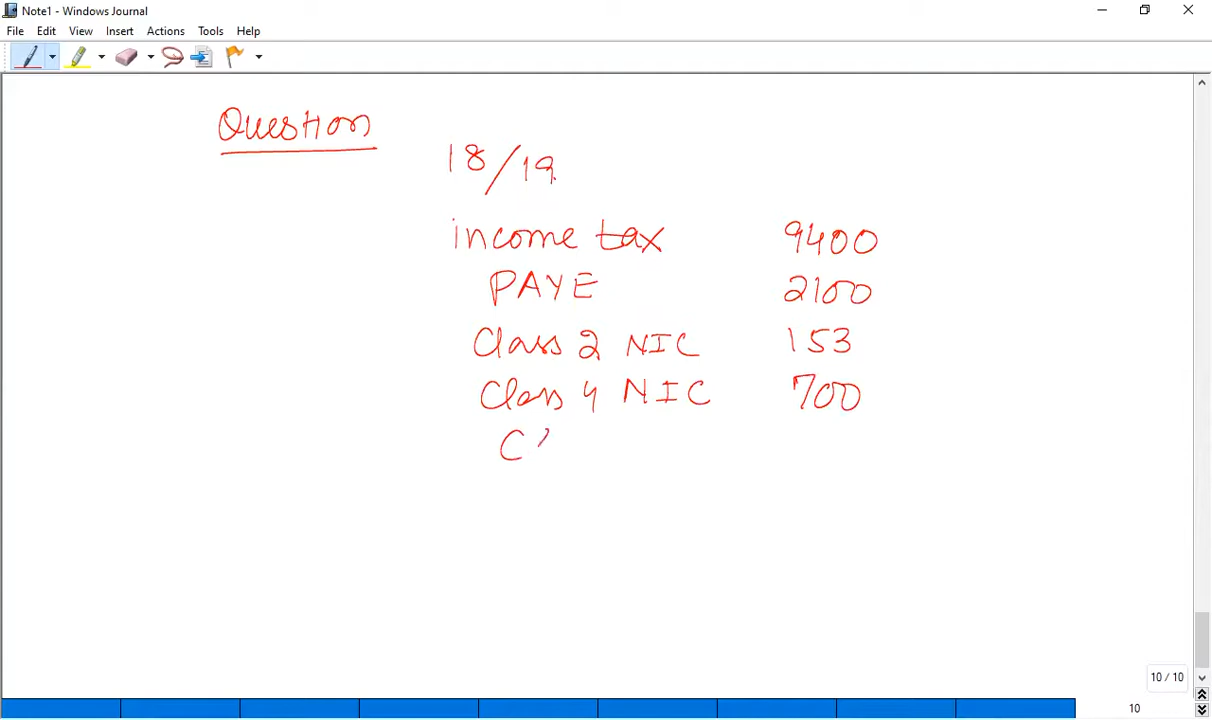 Note1 - Windows Journal
File Edit View Insert Actions Tools Help
Question
18/19
income tax 9400
PAYE 2100
Class 2 NIC 153
Class 4 NIC 700
C
10 / 10
10